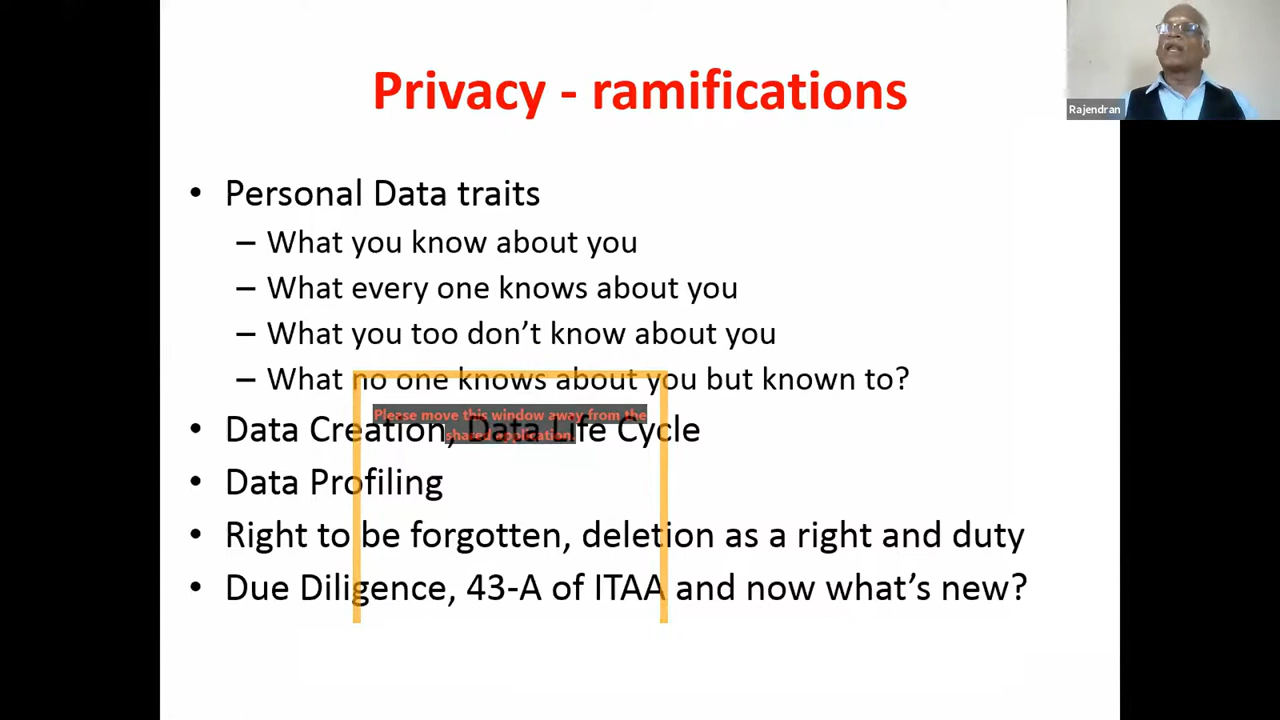 Privacy - ramifications
Rajendran
• Personal Data traits
– What you know about you
– What every one knows about you
– What you too don’t know about you
– What no one knows about you but known to?
Please move this window away from the
shared application.
• Data Creation, Data Life Cycle
• Data Profiling
• Right to be forgotten, deletion as a right and duty
• Due Diligence, 43-A of ITAA and now what’s new?